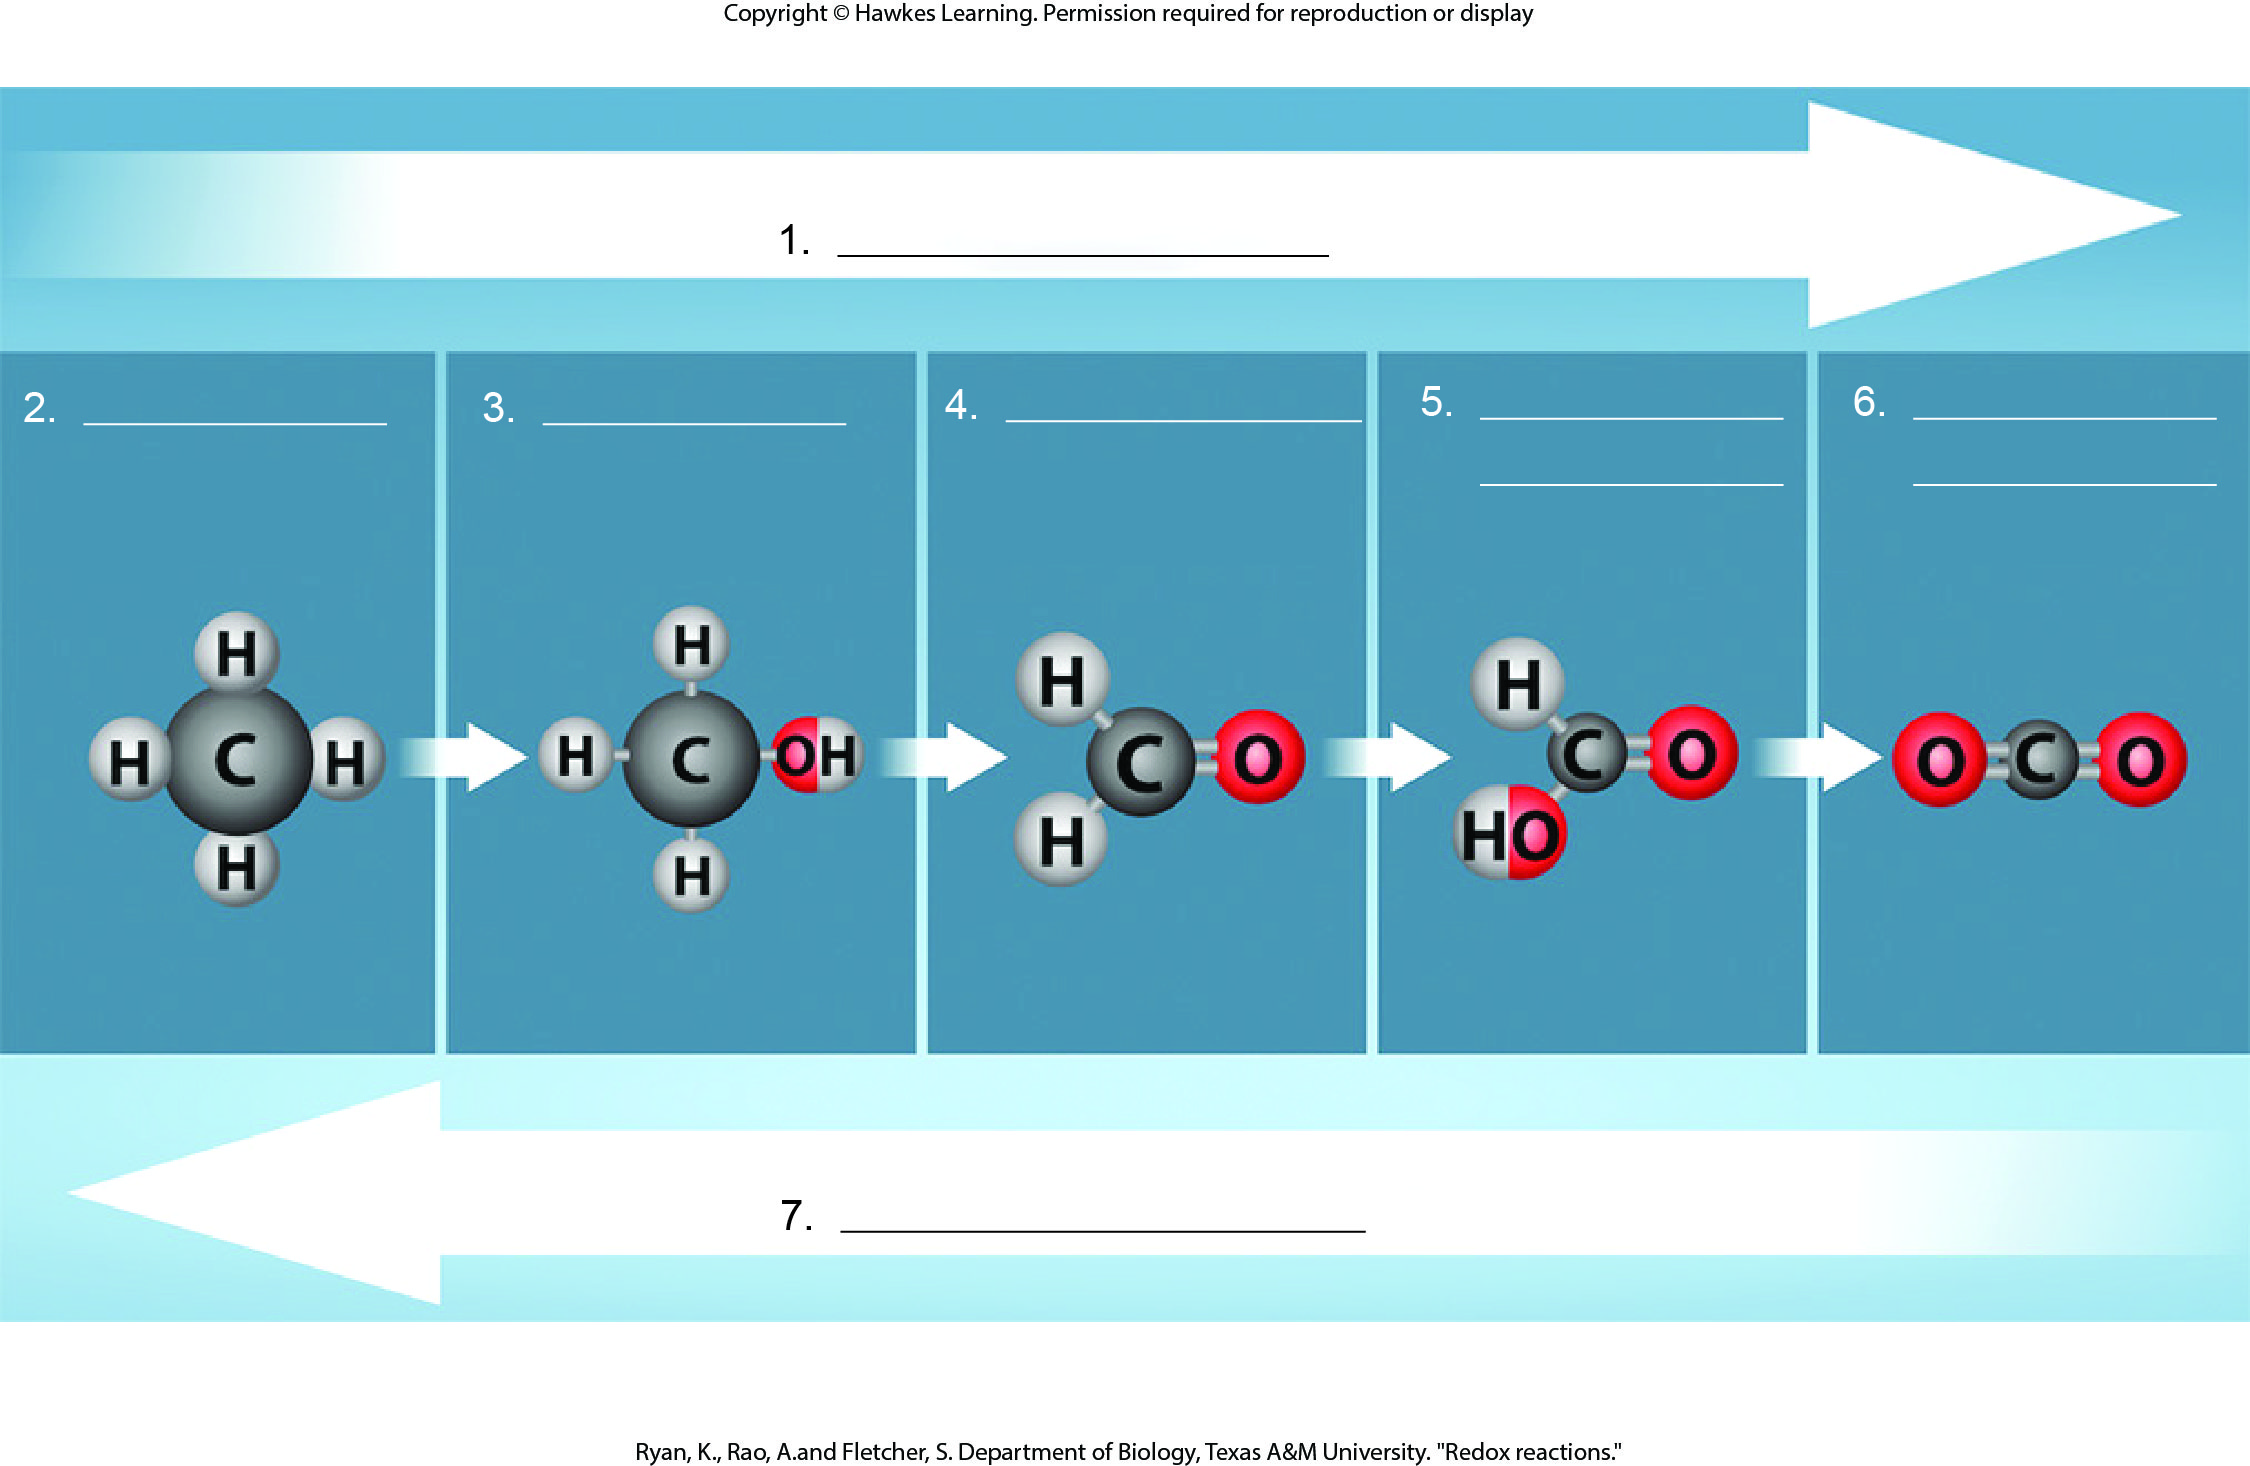 Copyright © Hawkes Learning. Permission required for reproduction or display
1.
2.
3.
4.
5.
6.
H
H C H
H
H
H C OH
H
H
C O
H
H
C O
HO
O C O
7.
Ryan, K., Rao, A.and Fletcher, S. Department of Biology, Texas A&M University. "Redox reactions."